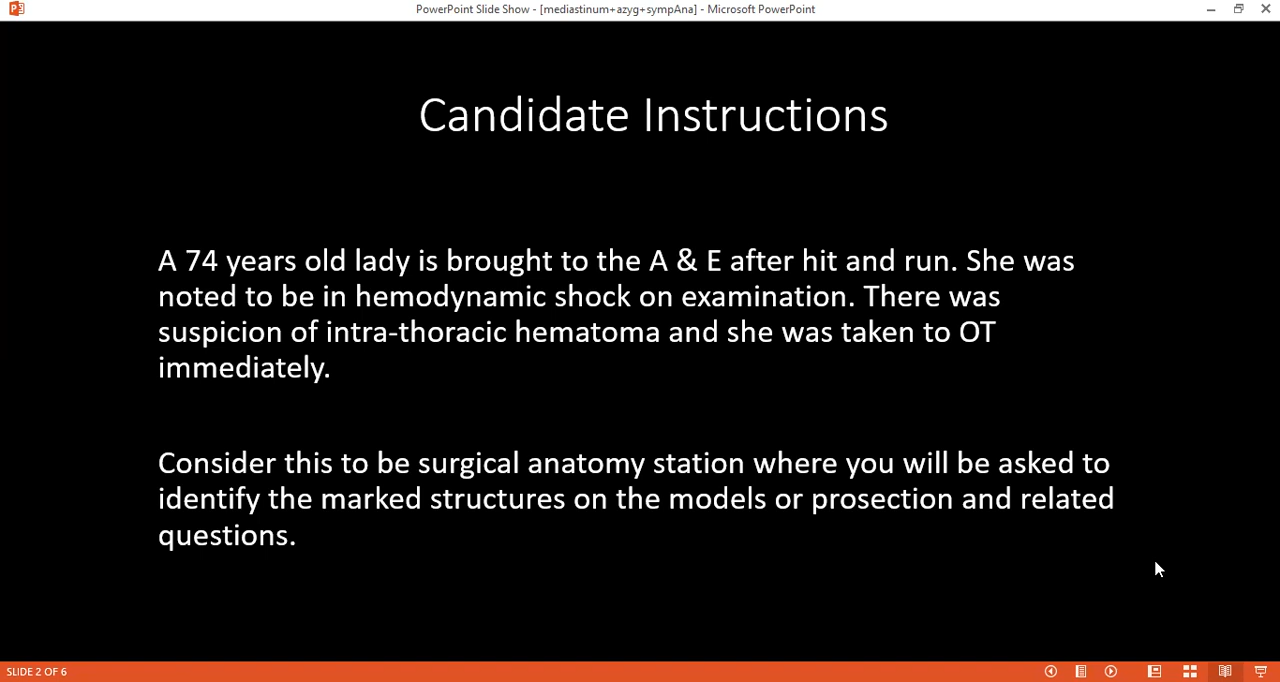 PowerPoint Slide Show - [mediastinum+azyg+sympAna] - Microsoft PowerPoint
Candidate Instructions
A 74 years old lady is brought to the A & E after hit and run. She was
noted to be in hemodynamic shock on examination. There was
suspicion of intra-thoracic hematoma and she was taken to OT
immediately.
Consider this to be surgical anatomy station where you will be asked to
identify the marked structures on the models or prosection and related
questions.
SLIDE 2 OF 6